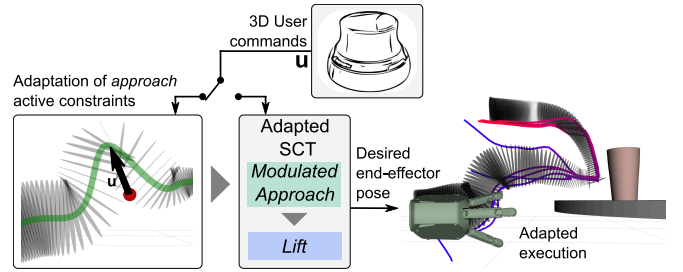 3D User
commands
u
Adaptation of approach
active constraints
u
Adapted
SCT
Modulated
Approach
Lift
Desired
end-effector
pose
Adapted
execution